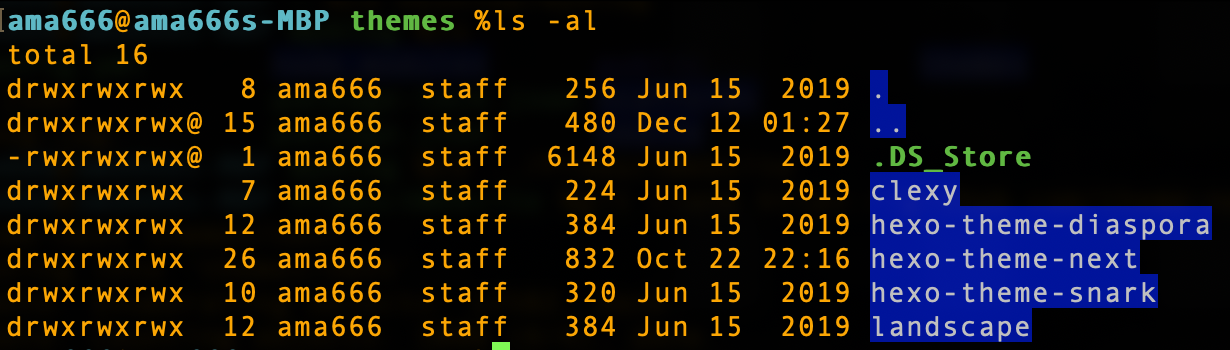 ama666@ama666s-MBP themes %ls -al
total 16
drwxrwxrwx   8 ama666  staff   256 Jun 15  2019 .
drwxrwxrwx@ 15 ama666  staff   480 Dec 12 01:27 ..
-rwxrwxrwx@  1 ama666  staff  6148 Jun 15  2019 .DS_Store
drwxrwxrwx   7 ama666  staff   224 Jun 15  2019 clexy
drwxrwxrwx  12 ama666  staff   384 Jun 15  2019 hexo-theme-diaspora
drwxrwxrwx  26 ama666  staff   832 Oct 22 22:16 hexo-theme-next
drwxrwxrwx  10 ama666  staff   320 Jun 15  2019 hexo-theme-snark
drwxrwxrwx  12 ama666  staff   384 Jun 15  2019 landscape